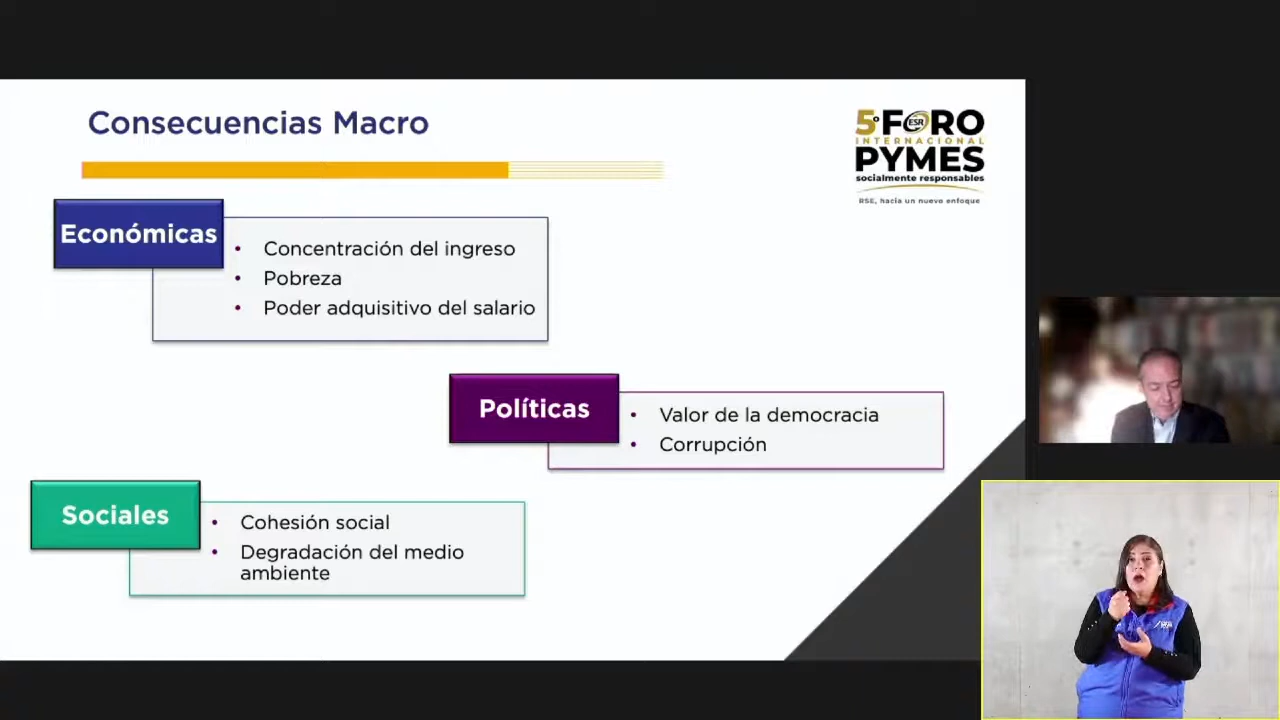 Consecuencias Macro
5º FORO
ESR
INTERNACIONAL
PYMES
socialmente responsables
RSE, hacia un nuevo enfoque
Económicas
• Concentración del ingreso
• Pobreza
• Poder adquisitivo del salario
Políticas
• Valor de la democracia
• Corrupción
Sociales
• Cohesión social
• Degradación del medio
ambiente